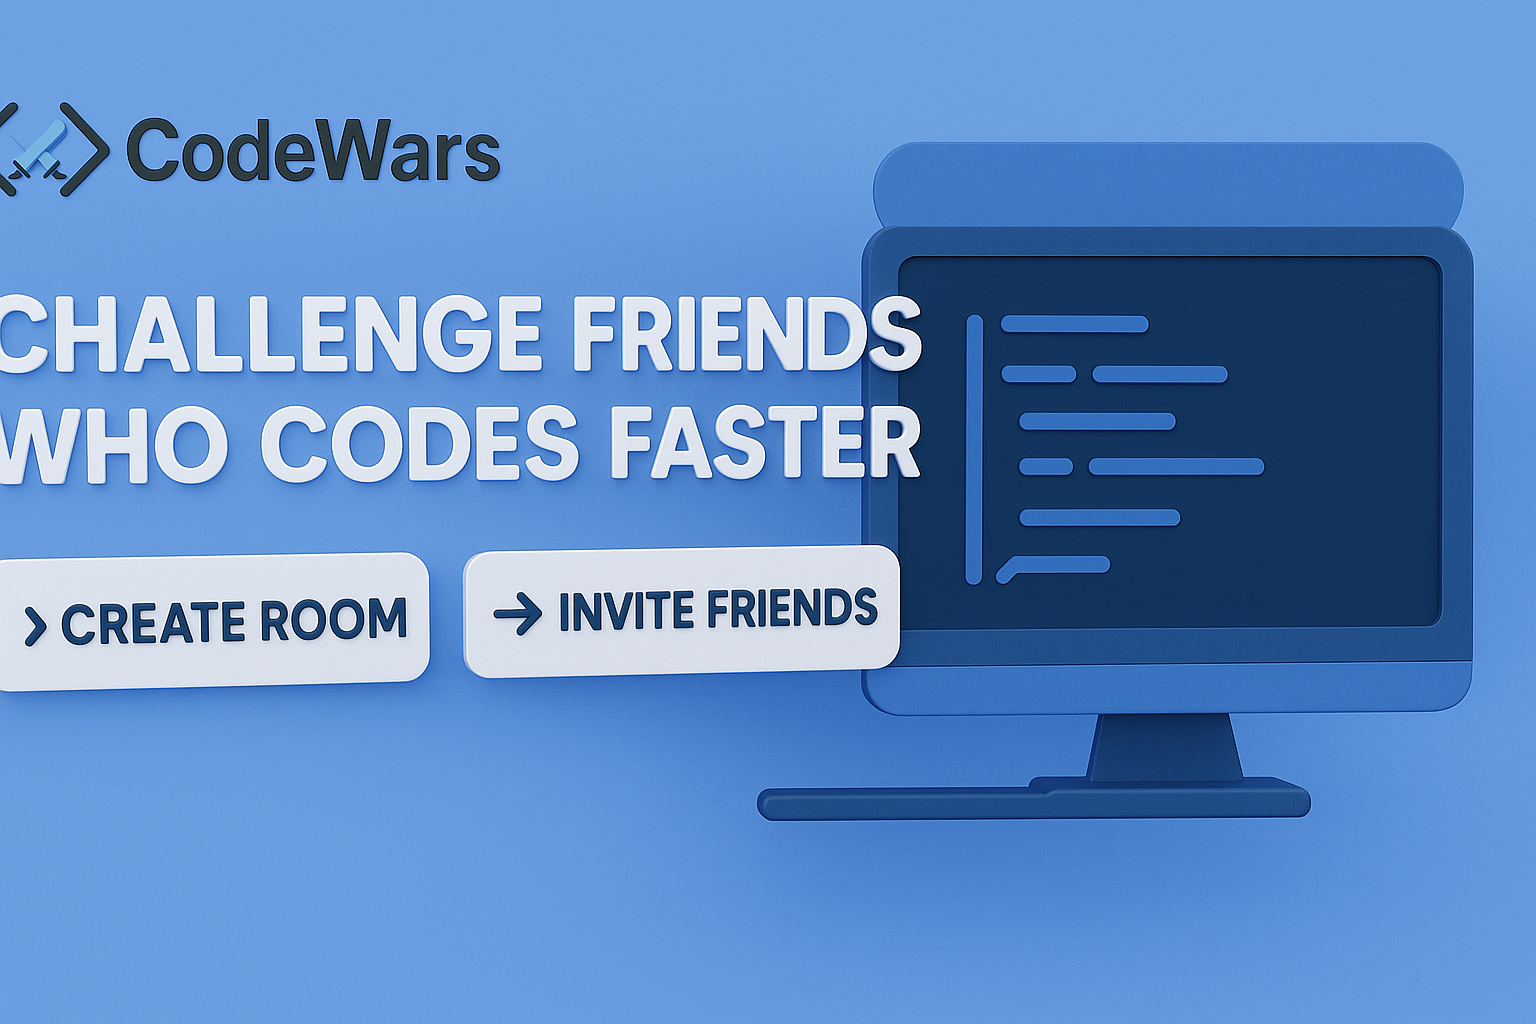 CodeWars
CHALLENGE FRIENDS
WHO CODES FASTER
> CREATE ROOM
→ INVITE FRIENDS